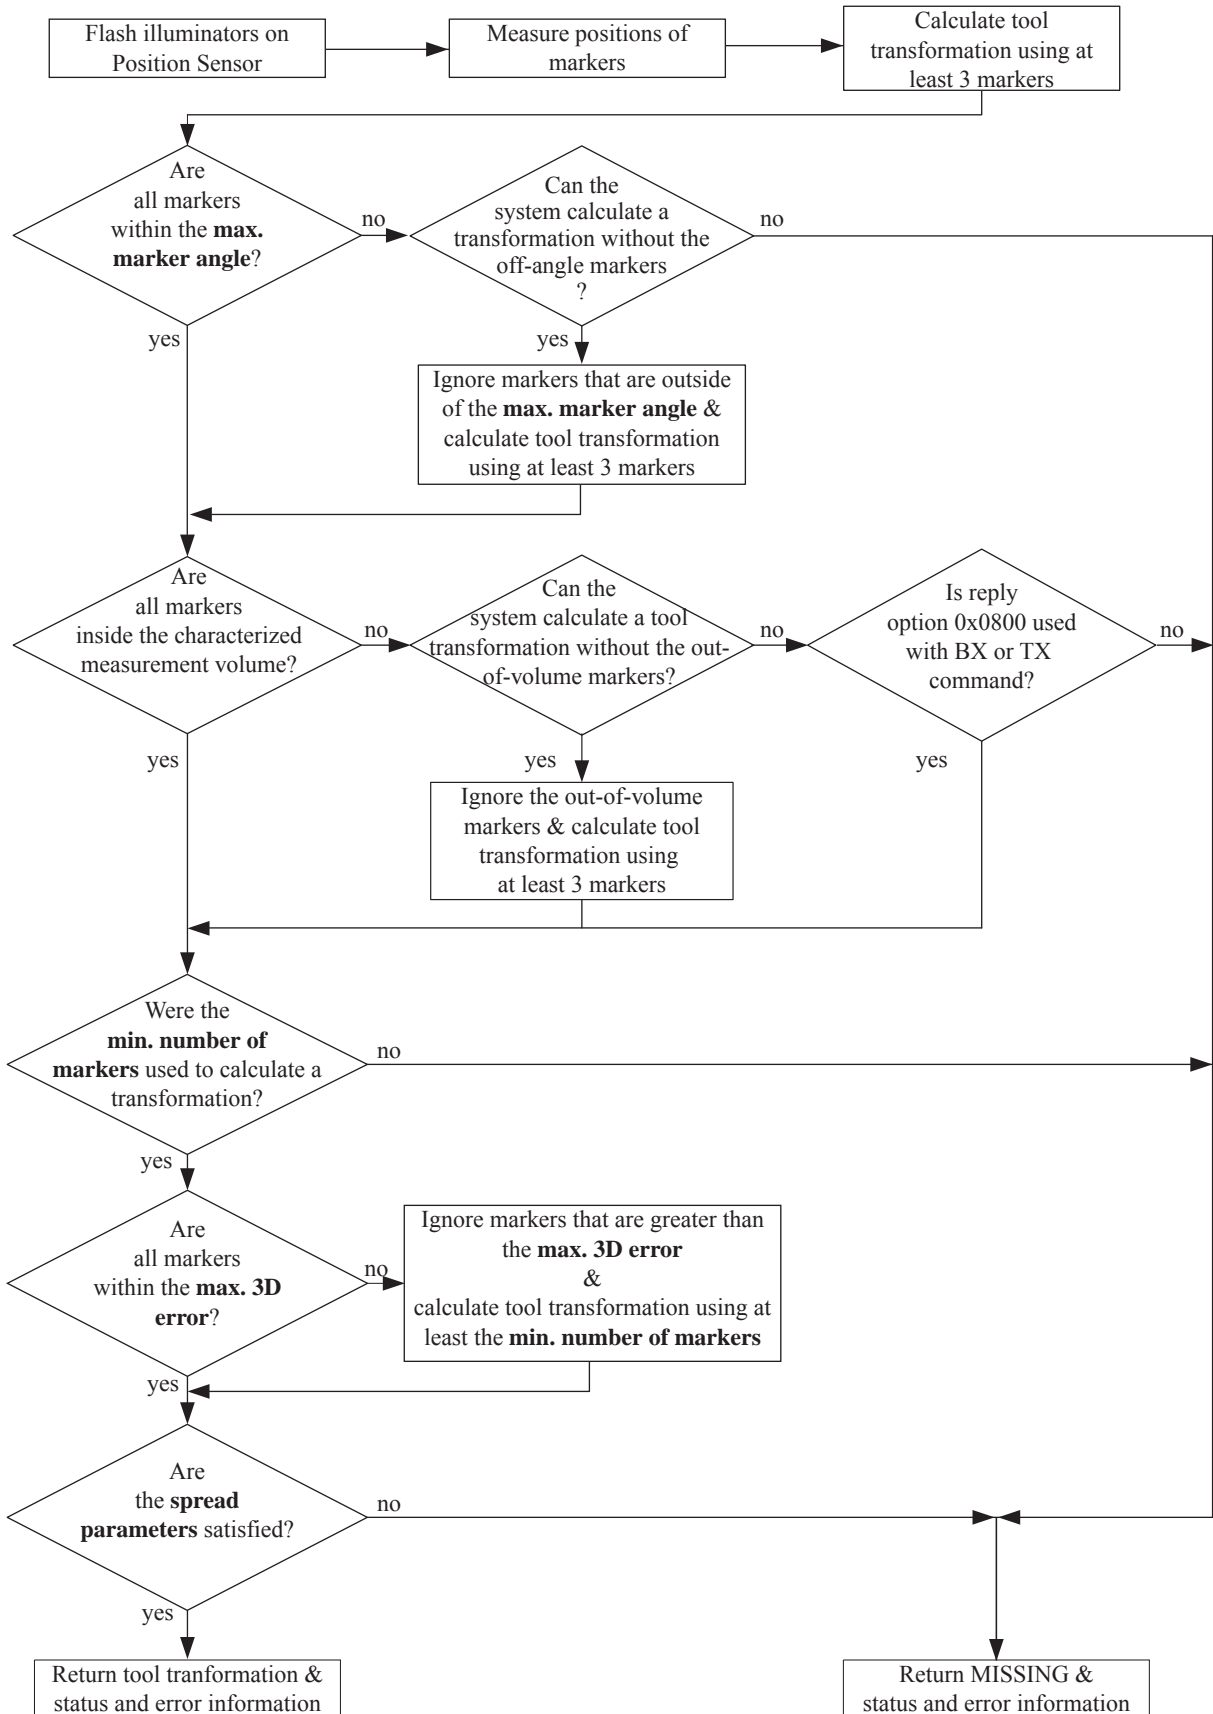 Flash illuminators on
Position Sensor
Measure positions of
markers
Calculate tool
transformation using at
least 3 markers
Are
all markers
within the max.
marker angle?
no
Can the
system calculate a
transformation without the
off-angle markers
?
no
yes
yes
Ignore markers that are outside
of the max. marker angle &
calculate tool transformation
using at least 3 markers
Are
all markers
inside the characterized
measurement volume?
no
Can the
system calculate a tool
transformation without the out-
of-volume markers?
no
Is reply
option 0x0800 used
with BX or TX
command?
no
yes
yes
yes
Ignore the out-of-volume
markers & calculate tool
transformation using
at least 3 markers
Were the
min. number of
markers used to calculate a
transformation?
no
yes
Are
all markers
within the max. 3D
error?
no
Ignore markers that are greater than
the max. 3D error
&
calculate tool transformation using at
least the min. number of markers
yes
Are
the spread
parameters satisfied?
no
yes
Return tool tranformation &
status and error information
Return MISSING &
status and error information